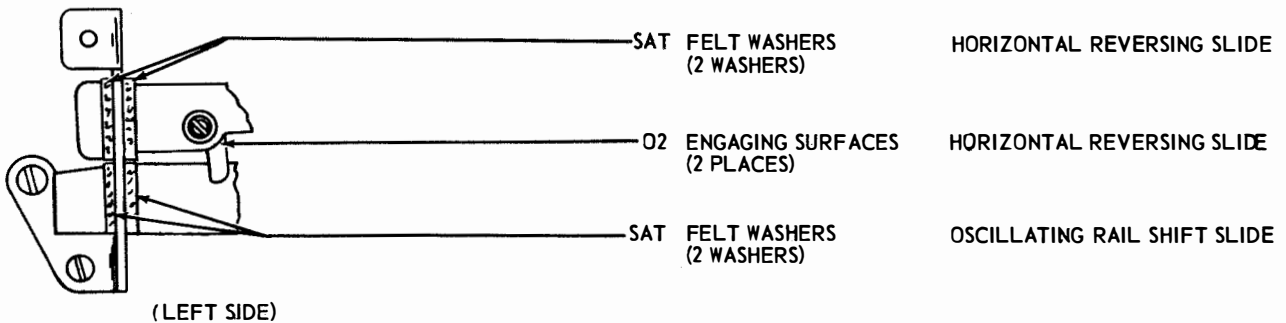 SAT FELT WASHERS HORIZONTAL REVERSING SLIDE
(2 WASHERS)
O2 ENGAGING SURFACES HORIZONTAL REVERSING SLIDE
(2 PLACES)
SAT FELT WASHERS OSCILLATING RAIL SHIFT SLIDE
(2 WASHERS)
(LEFT SIDE)